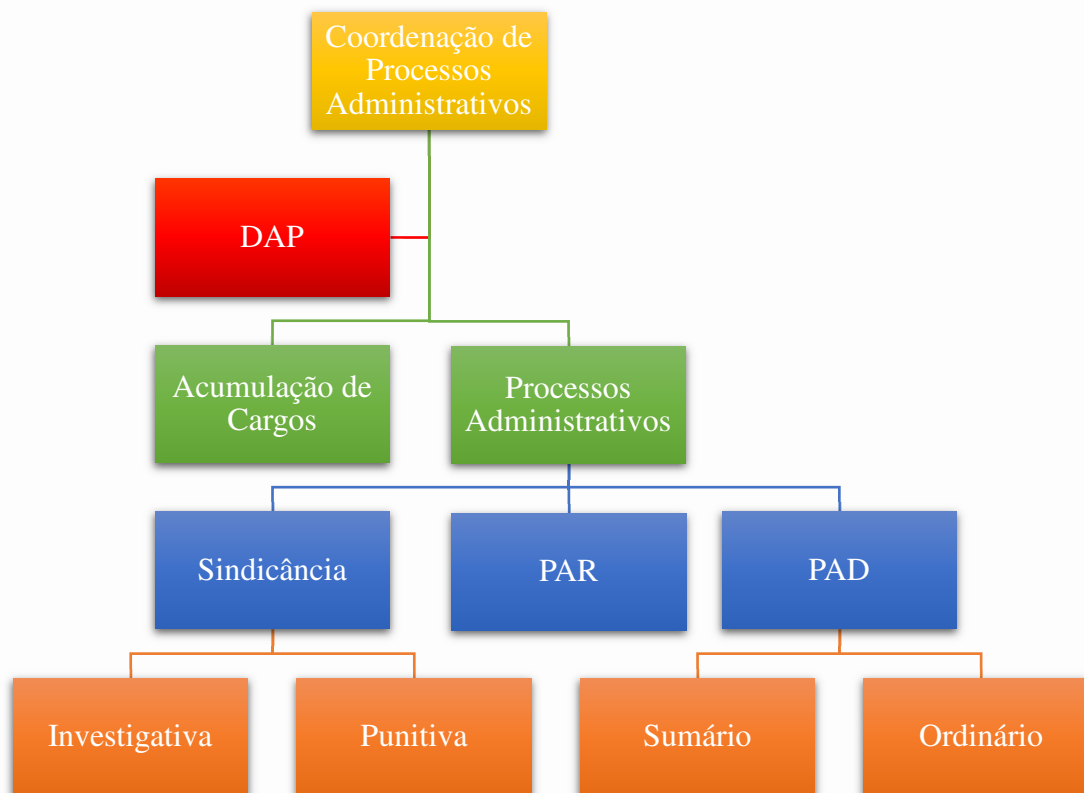 Coordenação de
Processos
Administrativos
DAP
Acumulação de
Cargos
Processos
Administrativos
Sindicância
PAR
PAD
Investigativa
Punitiva
Sumário
Ordinário